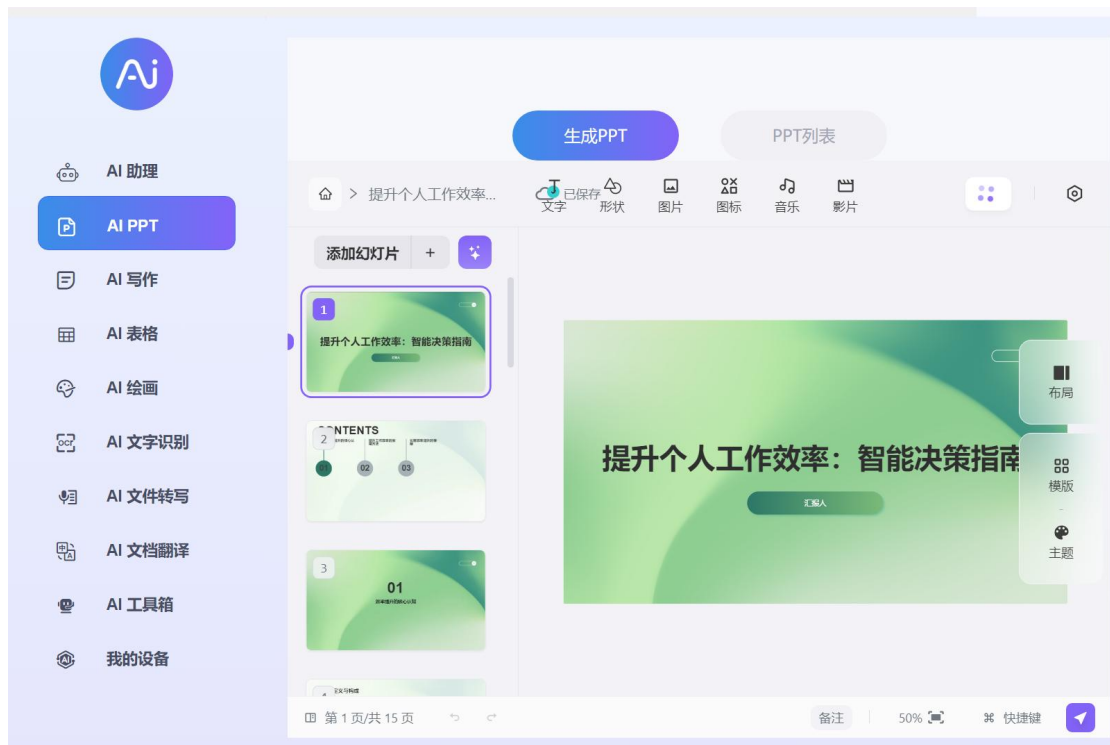 Ai
AI 助理
AI PPT
AI 写作
AI 表格
AI 绘画
ocr
AI 文字识别
AI 文件转写
AI 文档翻译
AI 工具箱
我的设备
生成PPT
PPT列表
> 提升个人工作效率...
已保存
文字
形状
图片
图标
音乐
影片
添加幻灯片 +
1
提升个人工作效率：智能决策指南
2
CONTENTS
01
02
03
3
01
提升个人工作效率：智能决策指南
汇报人
布局
模版
主题
第 1 页/共 15 页
备注
50%
⌘ 快捷键